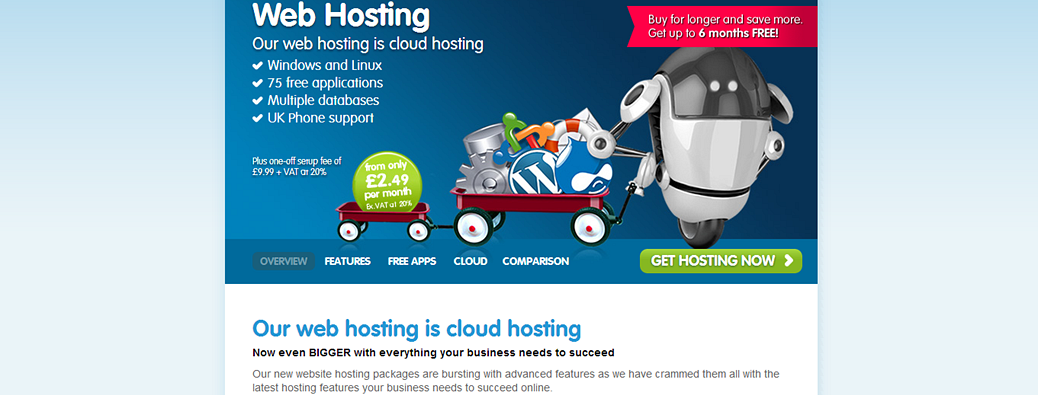 Web Hosting
Our web hosting is cloud hosting
Windows and Linux
75 free applications
Multiple databases
UK Phone support
Buy for longer and save more.
Get up to 6 months FREE!
Plus one-off serup fee of
£9.99 + VAT at 20%
from only
£2.49
per month
Ex.VAT at 20%
W
OVERVIEW FEATURES FREE APPS CLOUD COMPARISON
GET HOSTING NOW
Our web hosting is cloud hosting
Now even BIGGER with everything your business needs to succeed
Our new website hosting packages are bursting with advanced features as we have crammed them all with the
latest hosting features your business needs to succeed online.